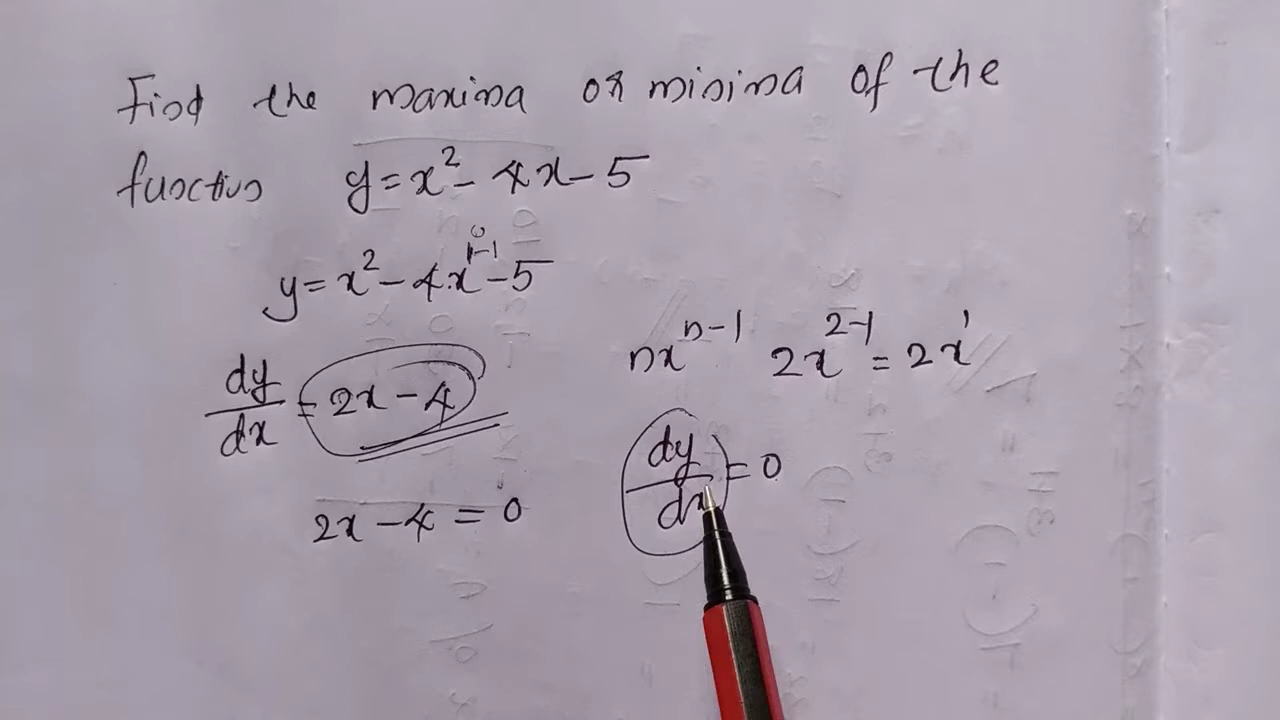 Find the maxima or minima of the
function y = x² - 4x - 5
y = x² - 4x¹⁻¹ ⁰ - 5
nxⁿ⁻¹ 2x²⁻¹ = 2x¹
dy/dx = 2x - 4
dy/dx = 0
2x - 4 = 0